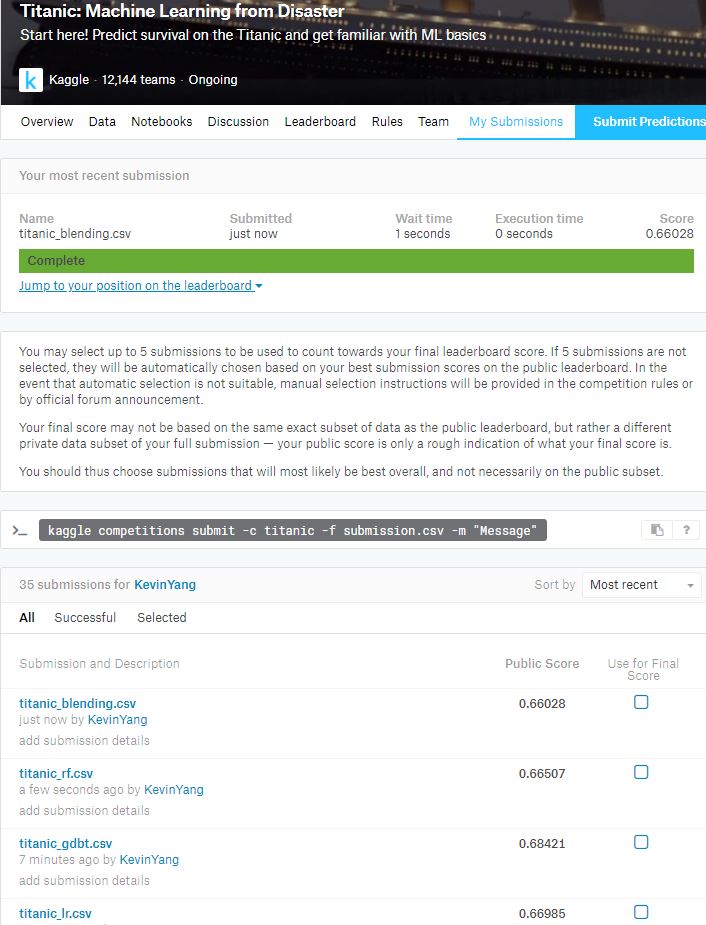 Titanic: Machine Learning from Disaster
Start here! Predict survival on the Titanic and get familiar with ML basics
k Kaggle · 12,144 teams · Ongoing
Overview Data Notebooks Discussion Leaderboard Rules Team My Submissions Submit Predictions
Your most recent submission
Name Submitted Wait time Execution time Score
titanic_blending.csv just now 1 seconds 0 seconds 0.66028
Complete
Jump to your position on the leaderboard
You may select up to 5 submissions to be used to count towards your final leaderboard score. If 5 submissions are not
selected, they will be automatically chosen based on your best submission scores on the public leaderboard. In the
event that automatic selection is not suitable, manual selection instructions will be provided in the competition rules or
by official forum announcement.
Your final score may not be based on the same exact subset of data as the public leaderboard, but rather a different
private data subset of your full submission — your public score is only a rough indication of what your final score is.
You should thus choose submissions that will most likely be best overall, and not necessarily on the public subset.
>_ kaggle competitions submit -c titanic -f submission.csv -m "Message" ?
35 submissions for KevinYang Sort by Most recent
All Successful Selected
Submission and Description Public Score Use for Final
Score
titanic_blending.csv 0.66028
just now by KevinYang
add submission details
titanic_rf.csv 0.66507
a few seconds ago by KevinYang
add submission details
titanic_gdbt.csv 0.68421
7 minutes ago by KevinYang
add submission details
titanic_lr.csv 0.66985